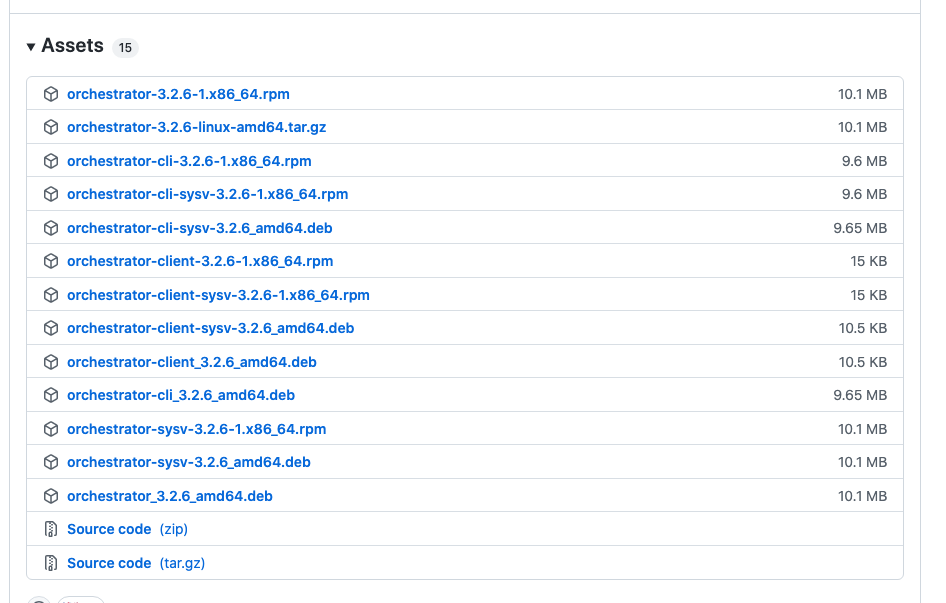 Assets 15
orchestrator-3.2.6-1.x86_64.rpm 10.1 MB
orchestrator-3.2.6-linux-amd64.tar.gz 10.1 MB
orchestrator-cli-3.2.6-1.x86_64.rpm 9.6 MB
orchestrator-cli-sysv-3.2.6-1.x86_64.rpm 9.6 MB
orchestrator-cli-sysv-3.2.6_amd64.deb 9.65 MB
orchestrator-client-3.2.6-1.x86_64.rpm 15 KB
orchestrator-client-sysv-3.2.6-1.x86_64.rpm 15 KB
orchestrator-client-sysv-3.2.6_amd64.deb 10.5 KB
orchestrator-client_3.2.6_amd64.deb 10.5 KB
orchestrator-cli_3.2.6_amd64.deb 9.65 MB
orchestrator-sysv-3.2.6-1.x86_64.rpm 10.1 MB
orchestrator-sysv-3.2.6_amd64.deb 10.1 MB
orchestrator_3.2.6_amd64.deb 10.1 MB
Source code (zip)
Source code (tar.gz)